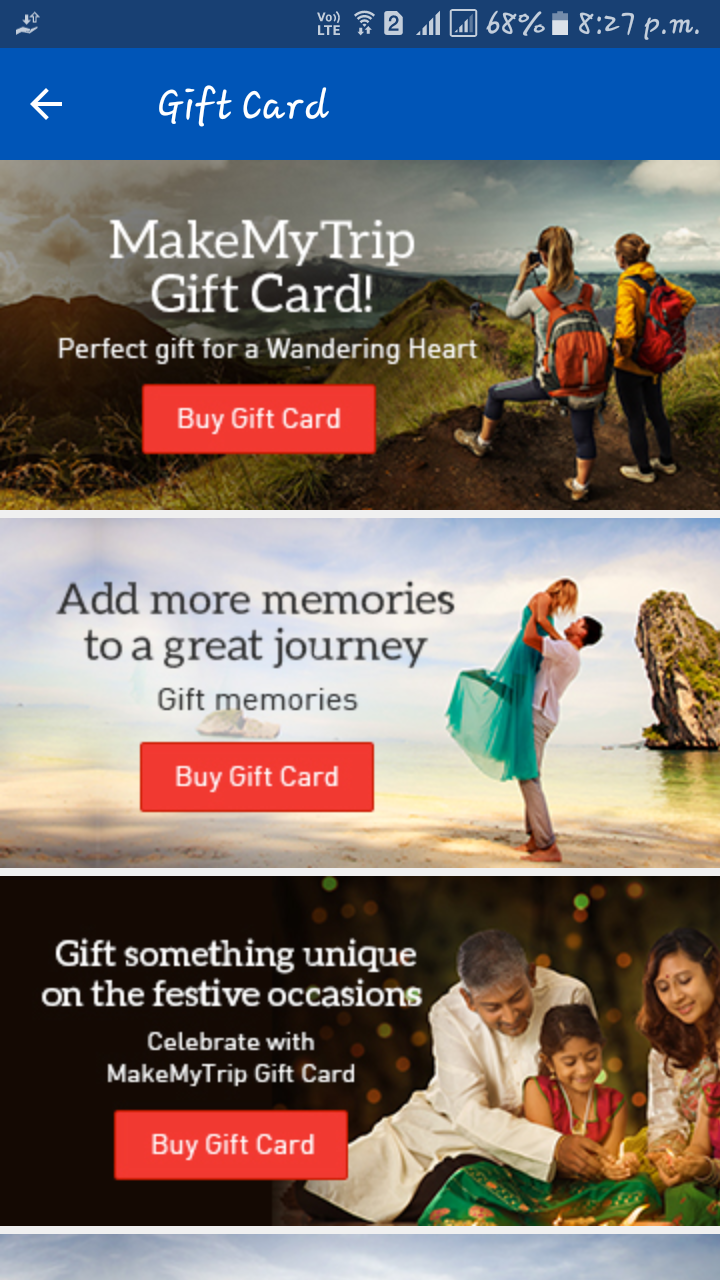 Vo)) LTE 2 68% 8:27 p.m.
Gift Card
MakeMyTrip
Gift Card!
Perfect gift for a Wandering Heart
Buy Gift Card
Add more memories
to a great journey
Gift memories
Buy Gift Card
Gift something unique
on the festive occasions
Celebrate with
MakeMyTrip Gift Card
Buy Gift Card